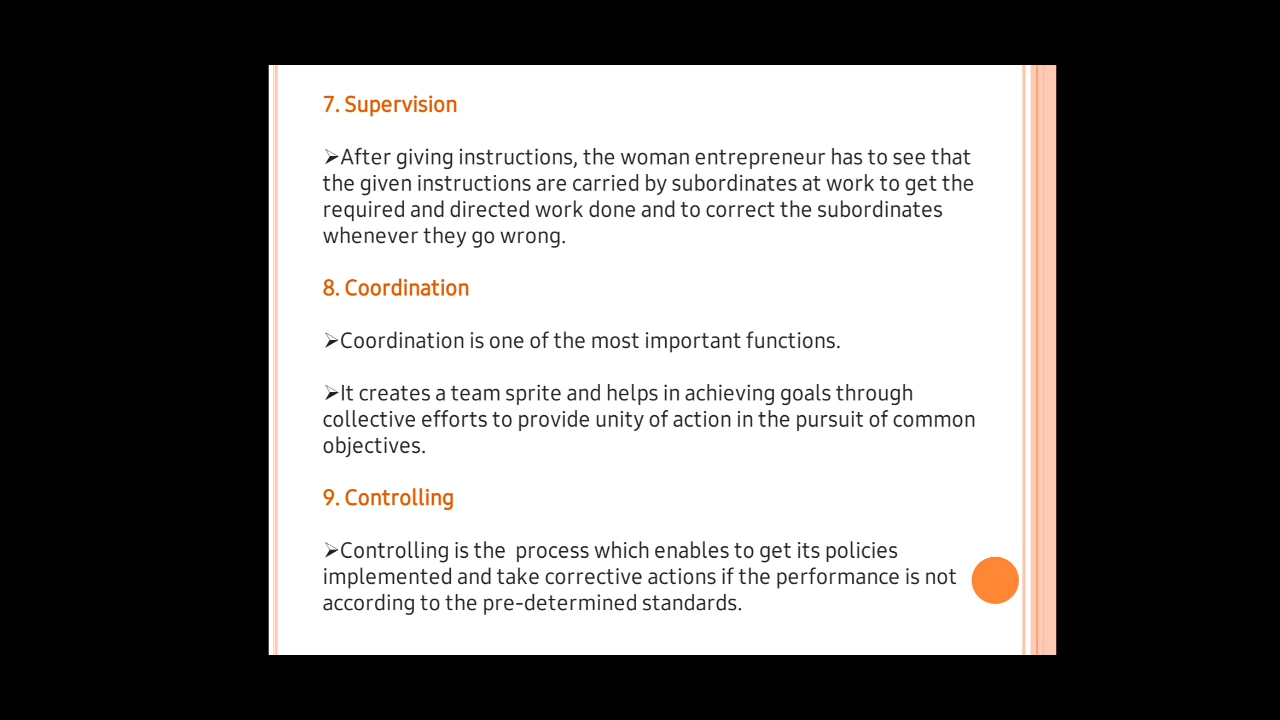 7. Supervision
➢After giving instructions, the woman entrepreneur has to see that
the given instructions are carried by subordinates at work to get the
required and directed work done and to correct the subordinates
whenever they go wrong.
8. Coordination
➢Coordination is one of the most important functions.
➢It creates a team sprite and helps in achieving goals through
collective efforts to provide unity of action in the pursuit of common
objectives.
9. Controlling
➢Controlling is the  process which enables to get its policies
implemented and take corrective actions if the performance is not
according to the pre-determined standards.